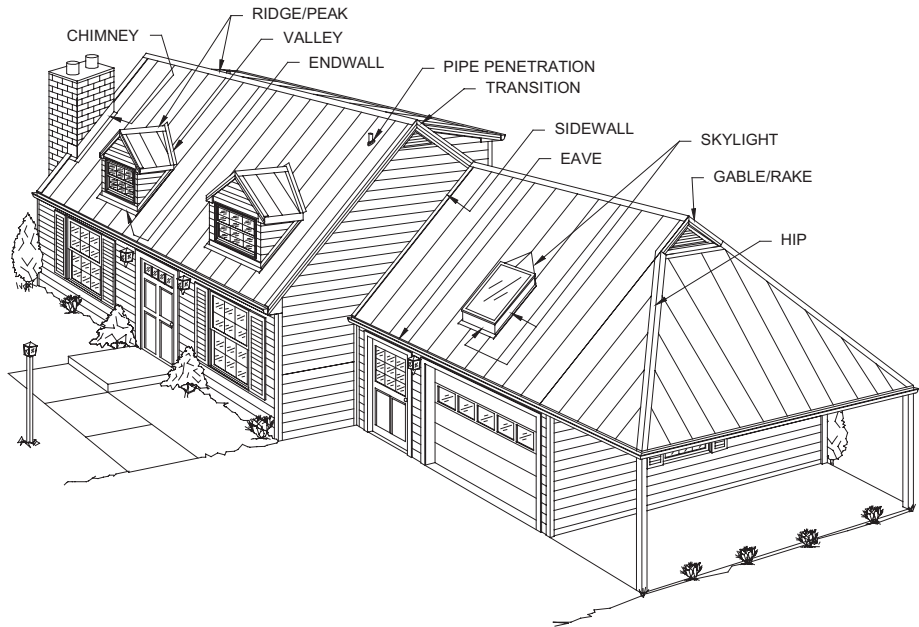 RIDGE/PEAK
CHIMNEY
VALLEY
ENDWALL
PIPE PENETRATION
TRANSITION
SIDEWALL
SKYLIGHT
EAVE
GABLE/RAKE
HIP